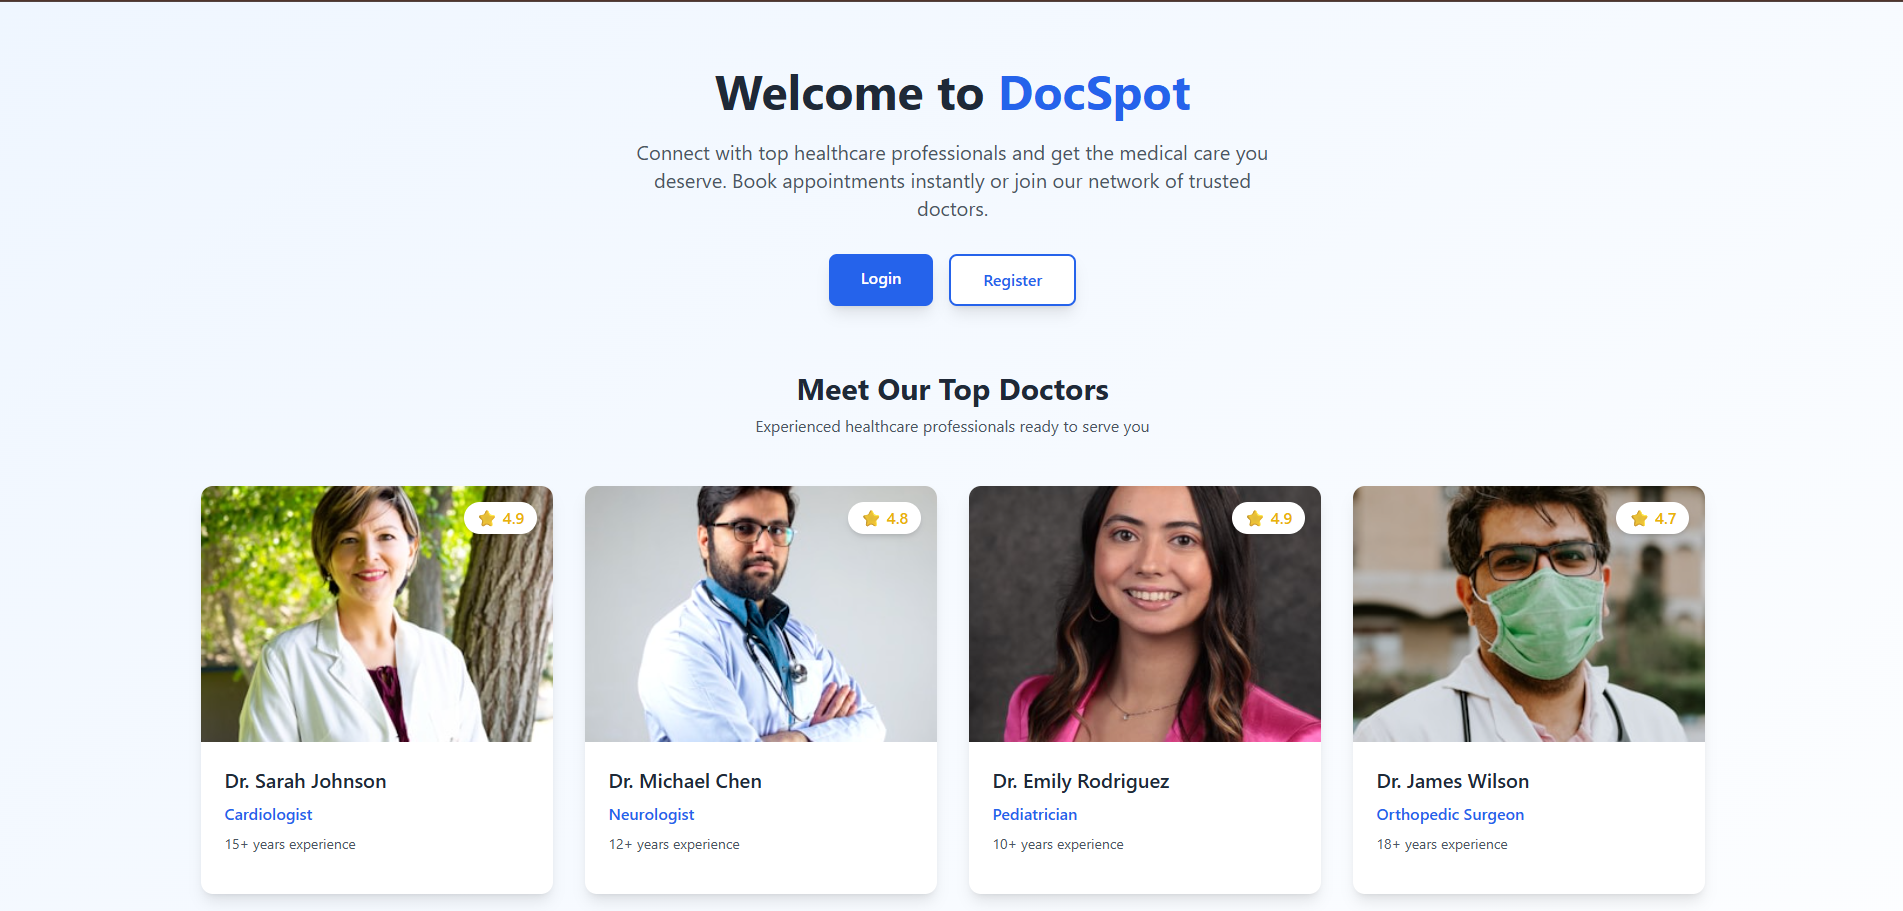 Welcome to DocSpot
Connect with top healthcare professionals and get the medical care you
deserve. Book appointments instantly or join our network of trusted
doctors.
Login
Register
Meet Our Top Doctors
Experienced healthcare professionals ready to serve you
4.9
4.8
4.9
4.7
Dr. Sarah Johnson
Cardiologist
15+ years experience
Dr. Michael Chen
Neurologist
12+ years experience
Dr. Emily Rodriguez
Pediatrician
10+ years experience
Dr. James Wilson
Orthopedic Surgeon
18+ years experience